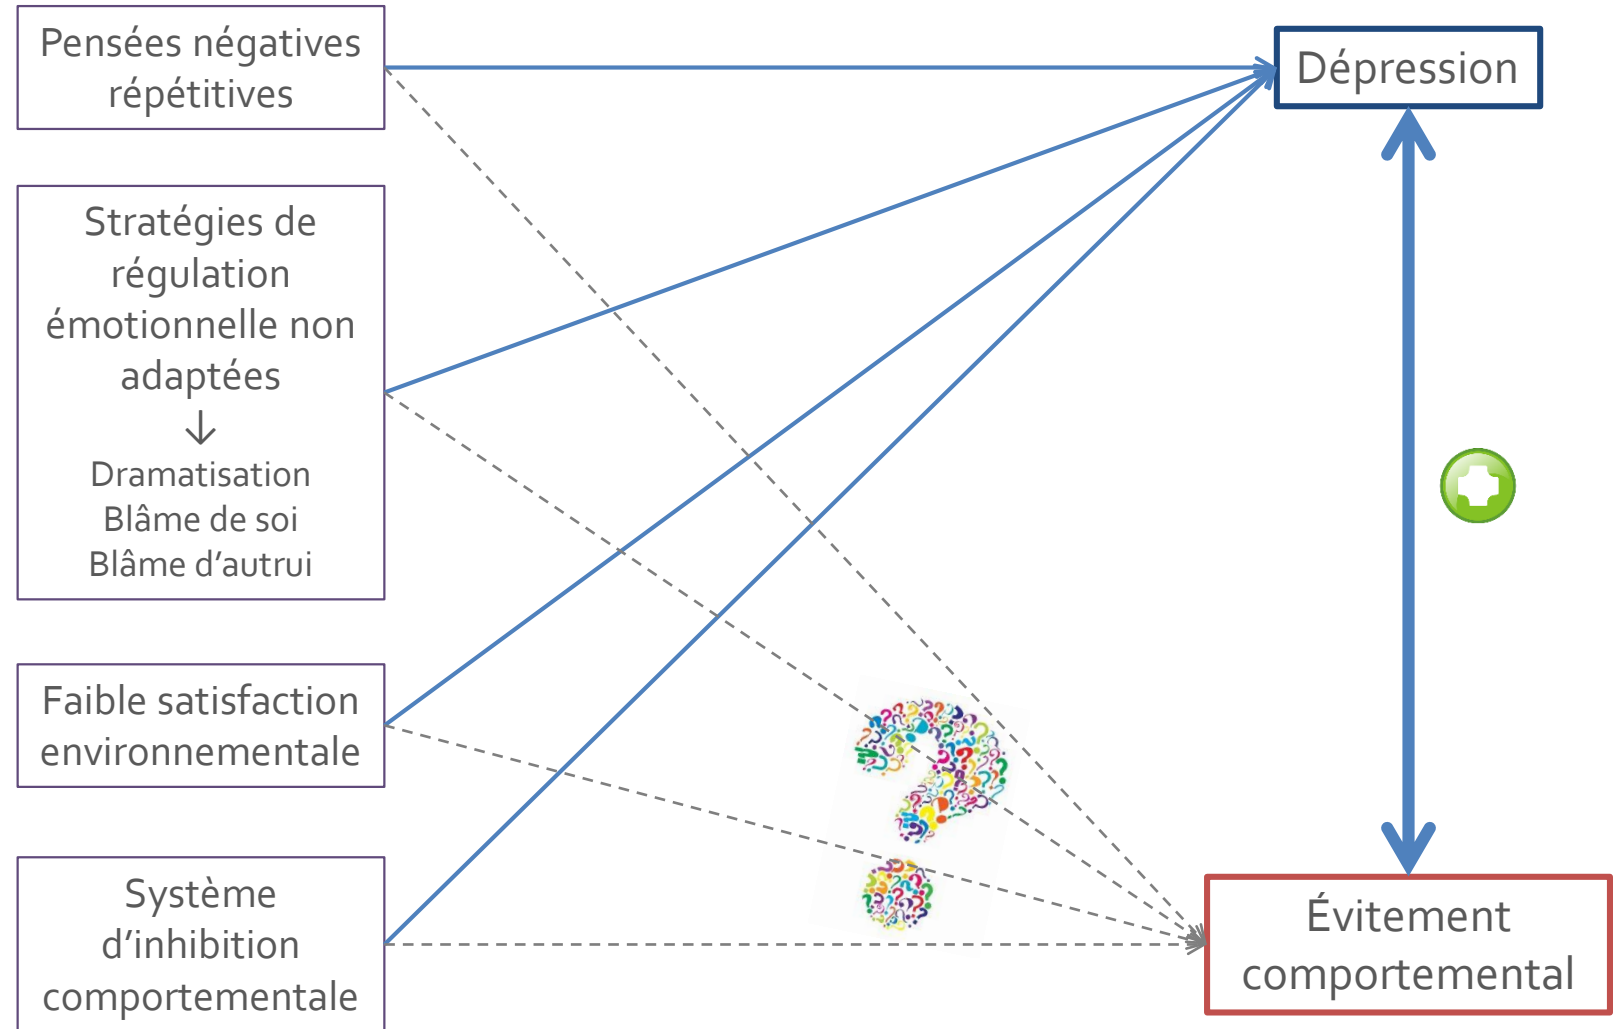 Pensées négatives
répétitives
Dépression
Stratégies de
régulation
émotionnelle non
adaptées
↓
Dramatisation
Blâme de soi
Blâme d'autrui
Faible satisfaction
environnementale
Système
d'inhibition
comportementale
Évitement
comportemental